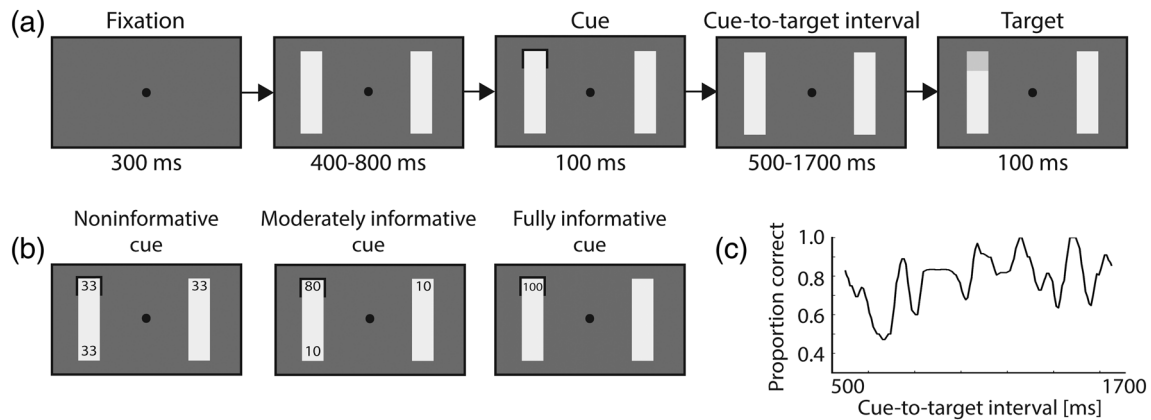 (a)
Fixation
Cue
Cue-to-target interval
Target
300 ms
400-800 ms
100 ms
500-1700 ms
100 ms
(b)
Noninformative
cue
Moderately informative
cue
Fully informative
cue
33
33
33
80
10
10
100
(c)
Proportion correct
1.0
0.8
0.6
0.4
500
1700
Cue-to-target interval [ms]